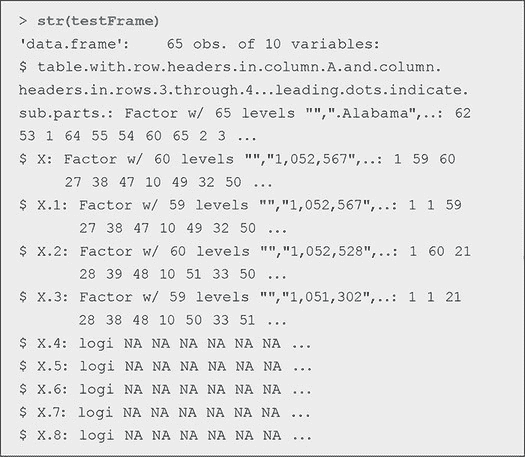 > str(testFrame)
'data.frame': 65 obs. of 10 variables:
$ table.with.row.headers.in.column.A.and.column.
headers.in.rows.3.through.4...leading.dots.indicate.
sub.parts.: Factor w/ 65 levels "",".Alabama",..: 62
53 1 64 55 54 60 65 2 3 ...
$ X: Factor w/ 60 levels "","1,052,567",..: 1 59 60
27 38 47 10 49 32 50 ...
$ X.1: Factor w/ 59 levels "","1,052,567",..: 1 1 59
27 38 47 10 49 32 50 ...
$ X.2: Factor w/ 60 levels "","1,052,528",..: 1 60 21
28 39 48 10 51 33 50 ...
$ X.3: Factor w/ 59 levels "","1,051,302",..: 1 1 21
28 38 48 10 50 33 51 ...
$ X.4: logi NA NA NA NA NA NA ...
$ X.5: logi NA NA NA NA NA NA ...
$ X.6: logi NA NA NA NA NA NA ...
$ X.7: logi NA NA NA NA NA NA ...
$ X.8: logi NA NA NA NA NA NA ...